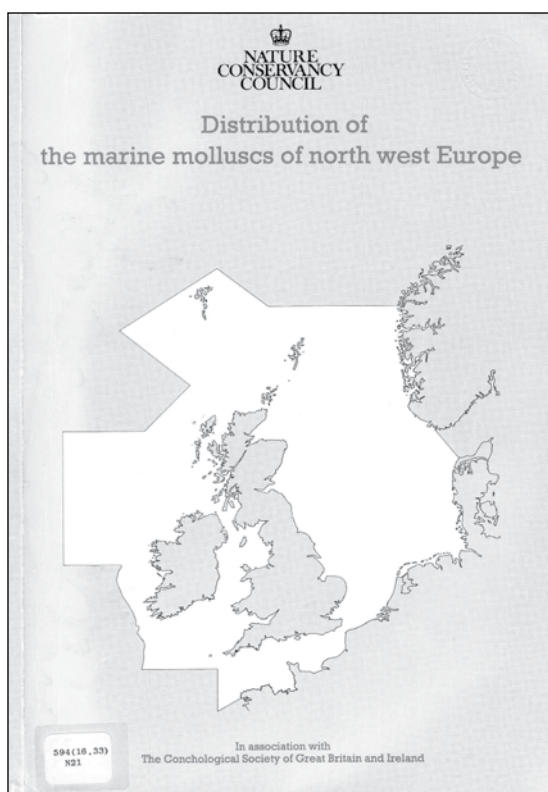 NATURE
CONSERVANCY
COUNCIL
Distribution of
the marine molluscs of north west Europe
594(16,33)
N21
In association with
The Conchological Society of Great Britain and Ireland